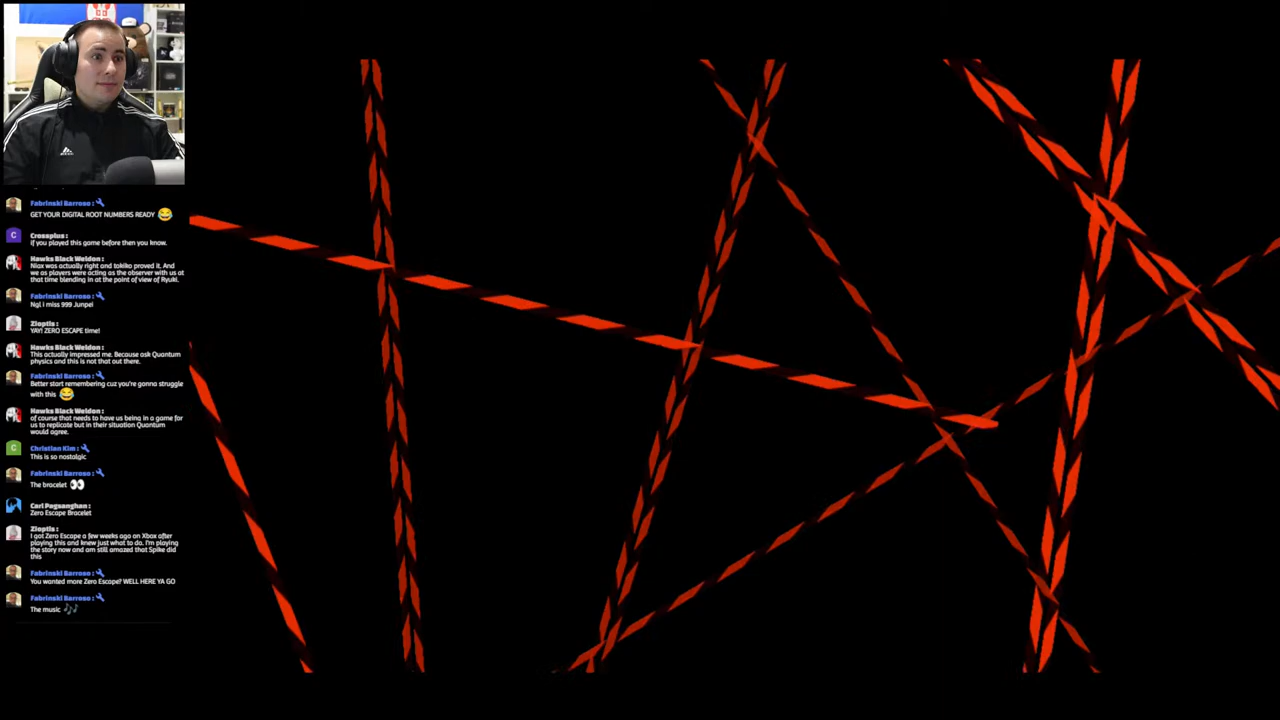 Fabrinski Barroso :
GET YOUR DIGITAL ROOT NUMBERS READY 😂
C
Crossplus :
if you played this game before then you know.
Hawks Black Weldon :
Niax was actually right and tokiko proved it. And
we as players were acting as the observer with us at
that time blending in at the point of view of Ryuki.
Fabrinski Barroso :
Ngl i miss 999 Junpei
Zioptis :
YAY! ZERO ESCAPE time!
Hawks Black Weldon :
This actually impressed me. Because ask Quantum
physics and this is not that out there.
Fabrinski Barroso :
Better start remembering cuz you're gonna struggle
with this 😂
Hawks Black Weldon :
of course that needs to have us being in a game for
us to replicate but in their situation Quantum
would agree.
C
Christian Kim :
This is so nostalgic
Fabrinski Barroso :
The bracelet 👀
Carl Pagsanghan :
Zero Escape Bracelet
Zioptis :
I got Zero Escape a few weeks ago on Xbox after
playing this and knew just what to do. I'm playing
the story now and am still amazed that Spike did
this
Fabrinski Barroso :
You wanted more Zero Escape? WELL HERE YA GO
Fabrinski Barroso :
The music 🎶